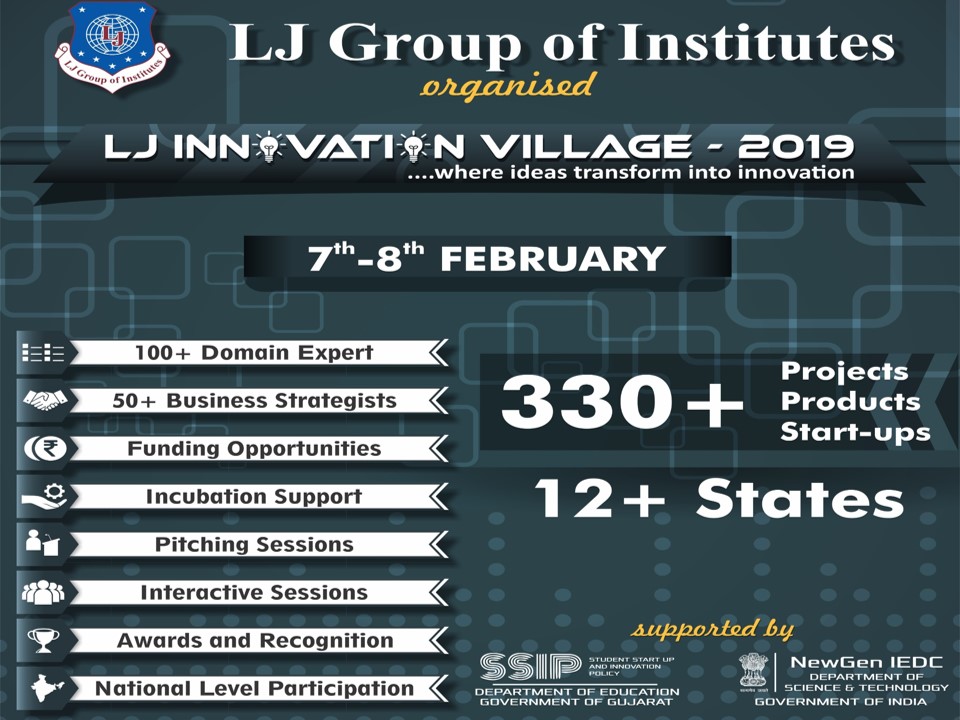 LJ
LJ Group of Institutes
LJ Group of Institutes
organised
LJ INNOVATION VILLAGE - 2019
....where ideas transform into innovation
7th-8th FEBRUARY
100+ Domain Expert
50+ Business Strategists
Funding Opportunities
Incubation Support
Pitching Sessions
Interactive Sessions
Awards and Recognition
National Level Participation
330+
Projects
Products
Start-ups
12+ States
supported by
SSIP
STUDENT START UP
AND INNOVATION
POLICY
DEPARTMENT OF EDUCATION
GOVERNMENT OF GUJARAT
NewGen IEDC
DEPARTMENT OF
SCIENCE & TECHNOLOGY
GOVERNMENT OF INDIA